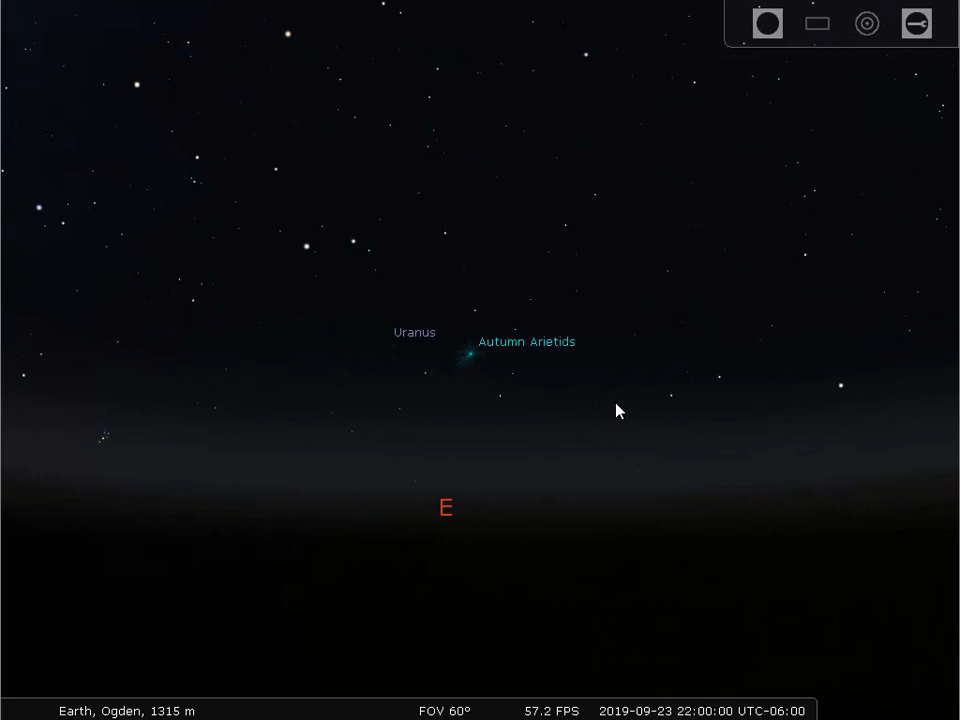 Uranus
Autumn Arietids
E
Earth, Ogden, 1315 m FOV 60° 57.2 FPS 2019-09-23 22:00:00 UTC-06:00